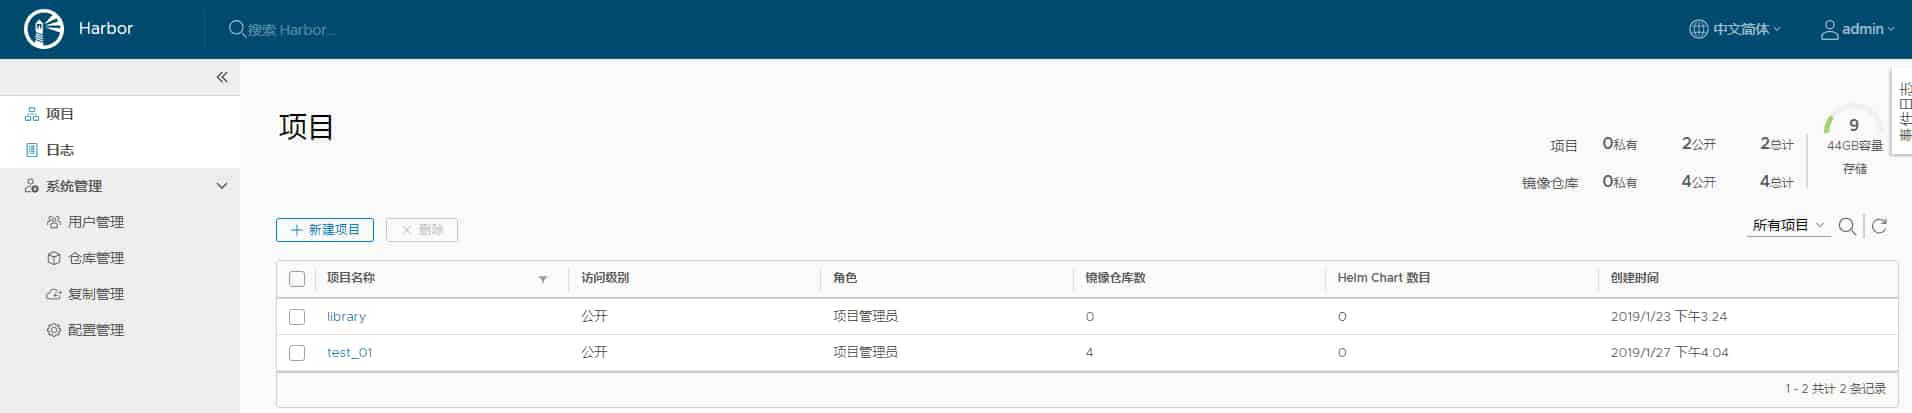 Harbor
搜索 Harbor...
中文简体
admin
项目
日志
系统管理
用户管理
仓库管理
复制管理
配置管理
项目
项目 0私有 2公开 2总计
镜像仓库 0私有 4公开 4总计
9
44GB容量
存储
事件日志
新建项目
删除
所有项目
项目名称 访问级别 角色 镜像仓库数 Helm Chart 数目 创建时间
library 公开 项目管理员 0 0 2019/1/23 下午3:24
test_01 公开 项目管理员 4 0 2019/1/27 下午4:04
1 - 2 共计 2 条记录